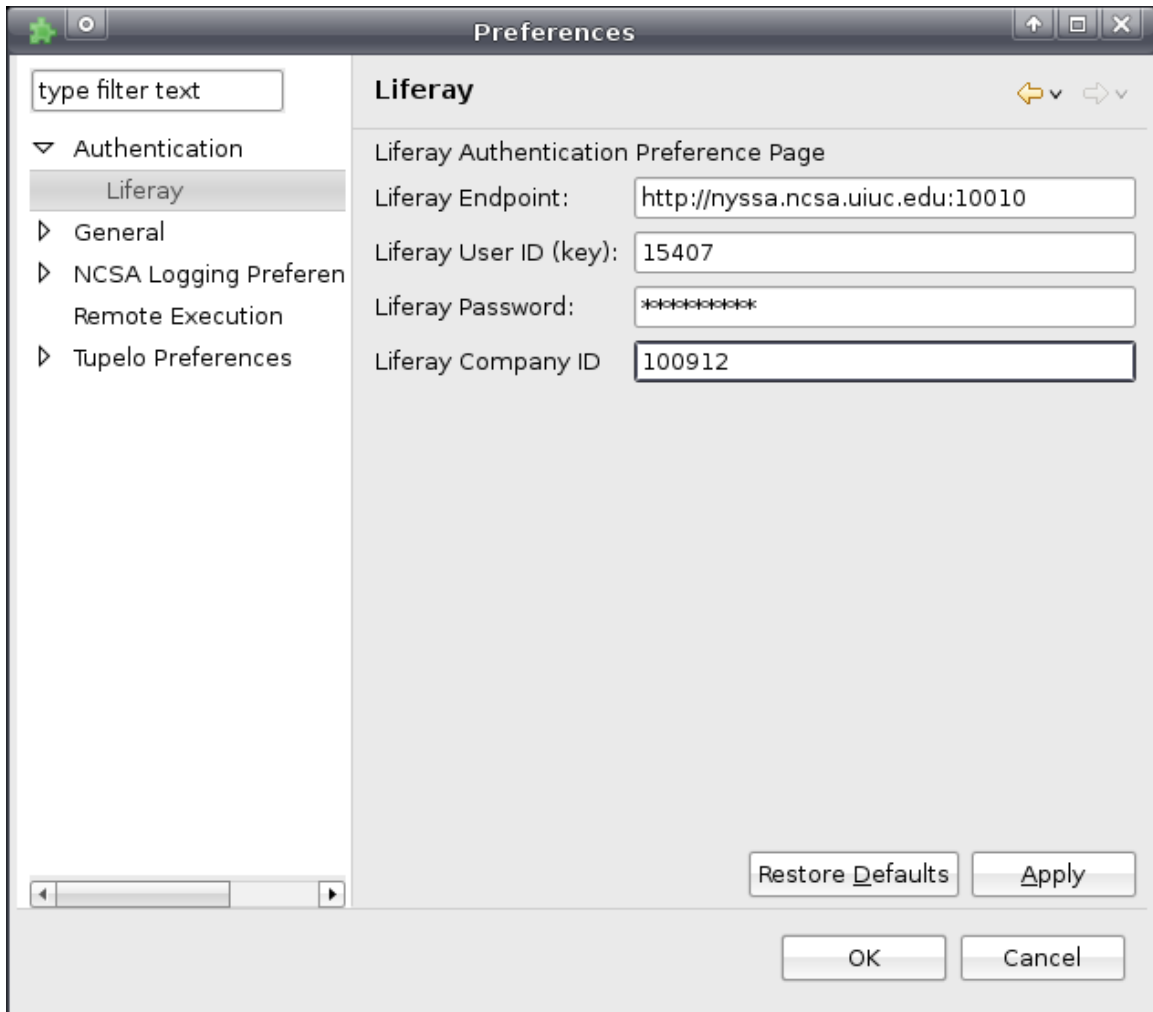 Preferences
type filter text
Authentication
Liferay
General
NCSA Logging Preferen
Remote Execution
Tupelo Preferences
Liferay
Liferay Authentication Preference Page
Liferay Endpoint: http://nyssa.ncsa.uiuc.edu:10010
Liferay User ID (key): 15407
Liferay Password: **********
Liferay Company ID 100912
Restore Defaults Apply
OK Cancel